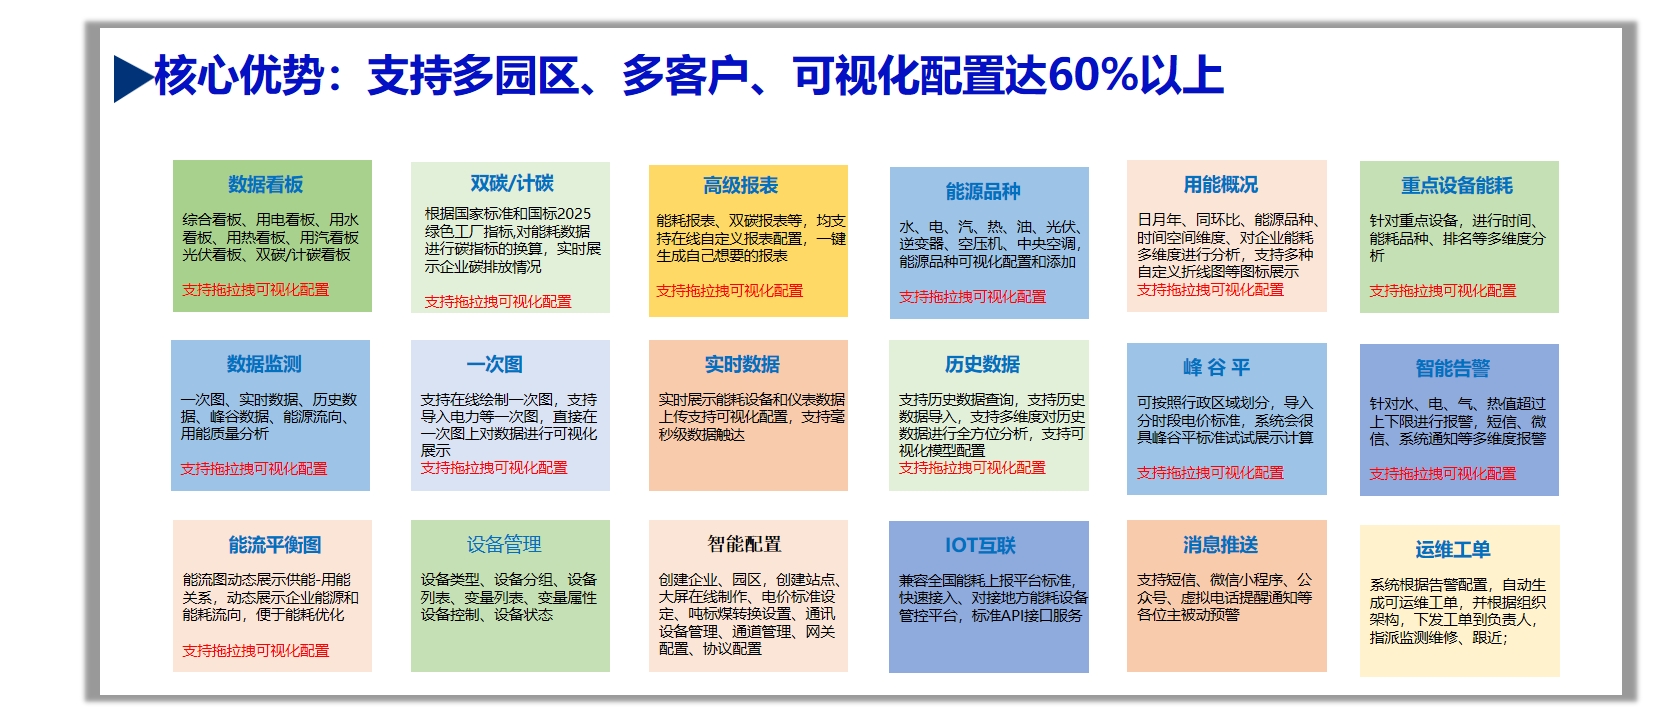 核心优势：支持多园区、多客户、可视化配置达60%以上
数据看板
综合看板、用电看板、用水
看板、用热看板、用汽看板
光伏看板、双碳/计碳看板
支持拖拉拽可视化配置
双碳/计碳
根据国家标准和国标2025
绿色工厂指标,对能耗数据
进行碳指标的换算，实时展
示企业碳排放情况
支持拖拉拽可视化配置
高级报表
能耗报表、双碳报表等，均支
持在线自定义报表配置，一键
生成自己想要的报表
支持拖拉拽可视化配置
能源品种
水、电、汽、热、油、光伏、
逆变器、空压机、中央空调，
能源品种可视化配置和添加
支持拖拉拽可视化配置
用能概况
日月年、同环比、能源品种、
时间空间维度、对企业能耗
多维度进行分析，支持多种
自定义折线图等图标展示
支持拖拉拽可视化配置
重点设备能耗
针对重点设备，进行时间、
能耗品种、排名等多维度分
析
支持拖拉拽可视化配置
数据监测
一次图、实时数据、历史数
据、峰谷数据、能源流向、
用能质量分析
支持拖拉拽可视化配置
一次图
支持在线绘制一次图，支持
导入电力等一次图，直接在
一次图上对数据进行可视化
展示
支持拖拉拽可视化配置
实时数据
实时展示能耗设备和仪表数据
上传支持可视化配置，支持毫
秒级数据触达
历史数据
支持历史数据查询，支持历史
数据导入，支持多维度对历史
数据进行全方位分析，支持可
视化模型配置
支持拖拉拽可视化配置
峰 谷 平
可按照行政区域划分，导入
分时段电价标准，系统会很
具峰谷平标准试试展示计算
支持拖拉拽可视化配置
智能告警
针对水、电、气、热值超过
上下限进行报警，短信、微
信、系统通知等多维度报警
支持拖拉拽可视化配置
能流平衡图
能流图动态展示供能-用能
关系，动态展示企业能源和
能耗流向，便于能耗优化
支持拖拉拽可视化配置
设备管理
设备类型、设备分组、设备
列表、变量列表、变量属性
设备控制、设备状态
智能配置
创建企业、园区，创建站点、
大屏在线制作、电价标准设
定、吨标煤转换设置、通讯
设备管理、通道管理、网关
配置、协议配置
IOT互联
兼容全国能耗上报平台标准，
快速接入、对接地方能耗设备
管控平台，标准API接口服务
消息推送
支持短信、微信小程序、公
众号、虚拟电话提醒通知等
各位主被动预警
运维工单
系统根据告警配置，自动生
成可运维工单，并根据组织
架构，下发工单到负责人，
指派监测维修、跟近；